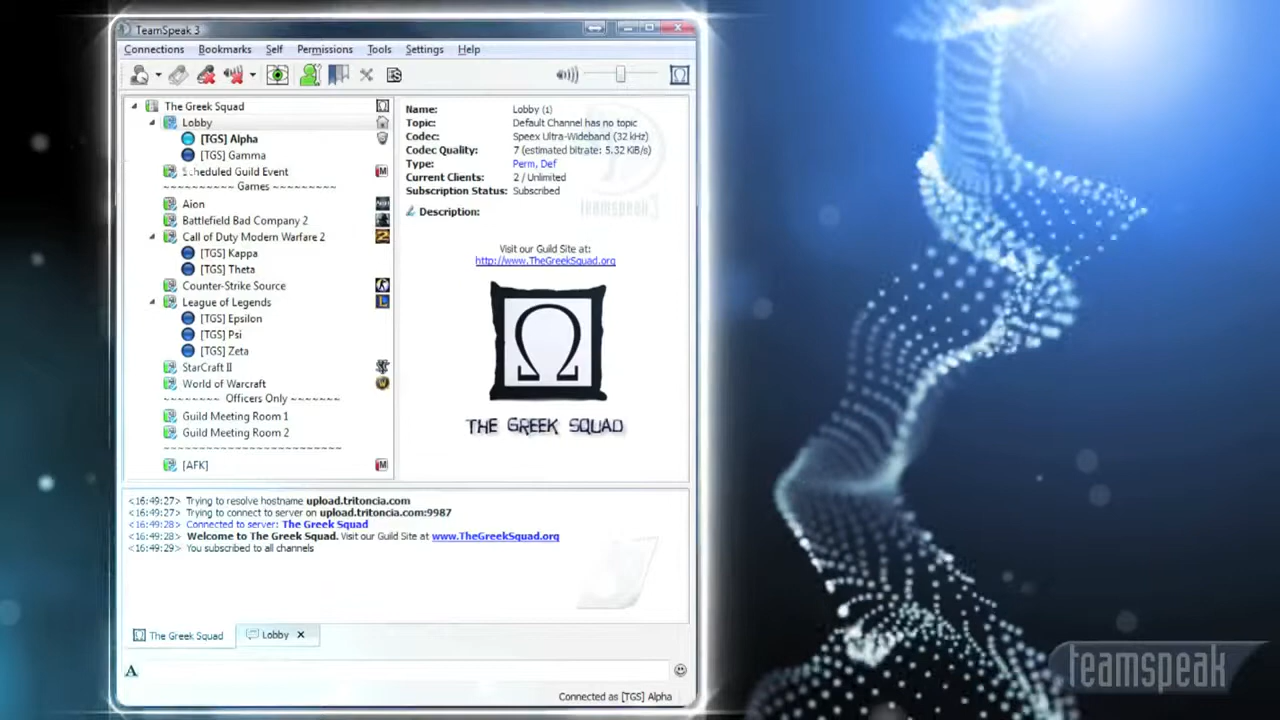 TeamSpeak 3
Connections Bookmarks Self Permissions Tools Settings Help
The Greek Squad
Lobby
[TGS] Alpha
[TGS] Gamma
Scheduled Guild Event
~~~~~~~~~~ Games ~~~~~~~~~
Aion
Battlefield Bad Company 2
Call of Duty Modern Warfare 2
[TGS] Kappa
[TGS] Theta
Counter-Strike Source
League of Legends
[TGS] Epsilon
[TGS] Psi
[TGS] Zeta
StarCraft II
World of Warcraft
~~~~~~~~ Officers Only ~~~~~~~
Guild Meeting Room 1
Guild Meeting Room 2
~~~~~~~~~~~~~~~~~~~~~~~~~
[AFK]
Name: Lobby (1)
Topic: Default Channel has no topic
Codec: Speex Ultra-Wideband (32 kHz)
Codec Quality: 7 (estimated bitrate: 5.32 KiB/s)
Type: Perm, Def
Current Clients: 2 / Unlimited
Subscription Status: Subscribed
teamspeak
Description:
Visit our Guild Site at:
http://www.TheGreekSquad.org
Ω
THE GREEK SQUAD
<16:49:27> Trying to resolve hostname upload.tritoncia.com
<16:49:27> Trying to connect to server on upload.tritoncia.com:9987
<16:49:28> Connected to server: The Greek Squad
<16:49:28> Welcome to The Greek Squad. Visit our Guild Site at www.TheGreekSquad.org
<16:49:29> You subscribed to all channels
The Greek Squad
Lobby
A
Connected as [TGS] Alpha
teamspeak